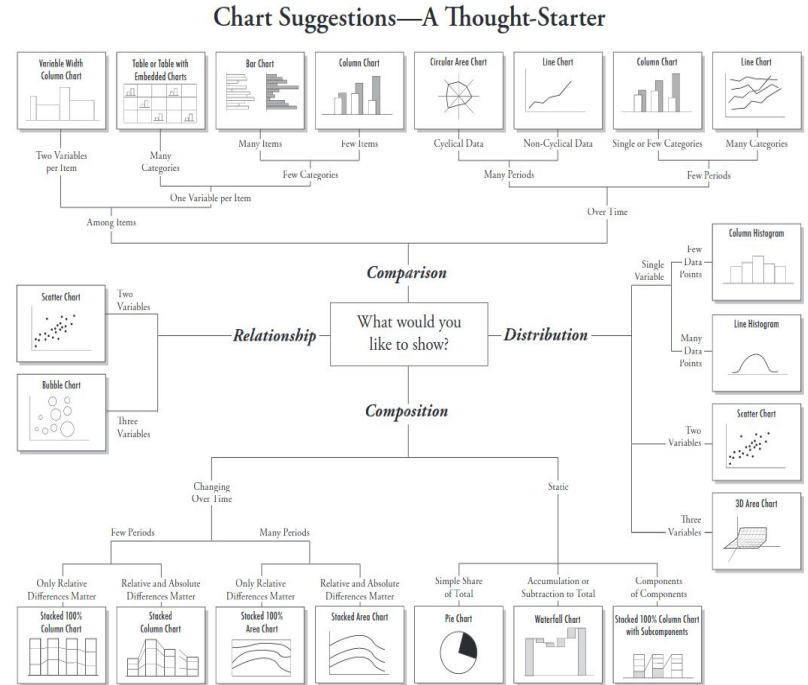 Chart Suggestions—A Thought-Starter
Variable Width
Column Chart
Table or Table with
Embedded Charts
Bar Chart
Column Chart
Circular Area Chart
Line Chart
Column Chart
Line Chart
Two Variables
per Item
Many
Categories
Many Items
Few Items
Cyclical Data
Non-Cyclical Data
Single or Few Categories
Many Categories
Few Categories
Many Periods
Few Periods
One Variable per Item
Over Time
Among Items
Comparison
What would you
like to show?
Relationship
Two
Variables
Scatter Chart
Bubble Chart
Three
Variables
Distribution
Single
Variable
Few
Data
Points
Column Histogram
Many
Data
Points
Line Histogram
Two
Variables
Scatter Chart
Three
Variables
3D Area Chart
Composition
Changing
Over Time
Static
Few Periods
Many Periods
Only Relative
Differences Matter
Relative and Absolute
Differences Matter
Only Relative
Differences Matter
Relative and Absolute
Differences Matter
Simple Share
of Total
Accumulation or
Subtraction to Total
Components
of Components
Stacked 100%
Column Chart
Stacked
Column Chart
Stacked 100%
Area Chart
Stacked Area Chart
Pie Chart
Waterfall Chart
Stacked 100% Column Chart
with Subcomponents